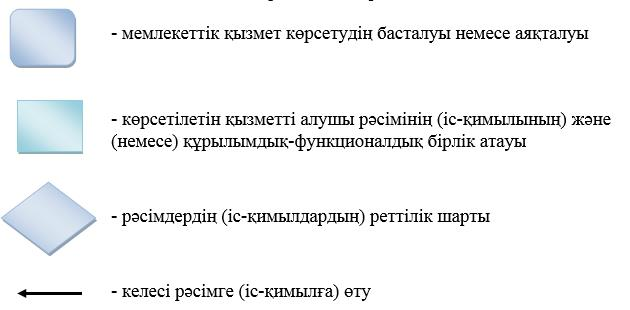 - мемлекеттік қызмет көрсетудің басталуы немесе аяқталуы
- көрсетілетін қызметті алушы рәсімінің (іс-қимылының) және
(немесе) құрылымдық-функционалдық бірлік атауы
- рәсімдердің (іс-қимылдардың) реттілік шарты
- келесі рәсімге (іс-қимылға) өту